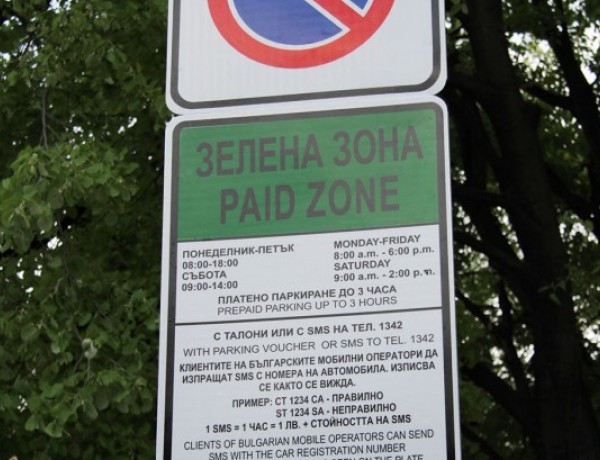 ЗЕЛЕНА ЗОНА
PAID ZONE
ПОНЕДЕЛНИК-ПЕТЪК
08:00-18:00
СЪБОТА
09:00-14:00
MONDAY-FRIDAY
8:00 a.m. - 6:00 p.m.
SATURDAY
9:00 a.m. - 2:00 p.m.
ПЛАТЕНО ПАРКИРАНЕ ДО 3 ЧАСА
PREPAID PARKING UP TO 3 HOURS
С ТАЛОНИ ИЛИ С SMS НА ТЕЛ. 1342
WITH PARKING VOUCHER OR SMS TO TEL. 1342
КЛИЕНТИТЕ НА БЪЛГАРСКИТЕ МОБИЛНИ ОПЕРАТОРИ ДА
ИЗПРАЩАТ SMS С НОМЕРА НА АВТОМОБИЛА. ИЗПИСВА
СЕ КАКТО СЕ ВИЖДА.
ПРИМЕР: СТ 1234 СА - ПРАВИЛНО
ST 1234 SA - НЕПРАВИЛНО
1 SMS = 1 ЧАС = 1 ЛВ. + СТОЙНОСТТА НА SMS
CLIENTS OF BULGARIAN MOBILE OPERATORS CAN SEND
SMS WITH THE CAR REGISTRATION NUMBER
SEEN ON THE PLATE